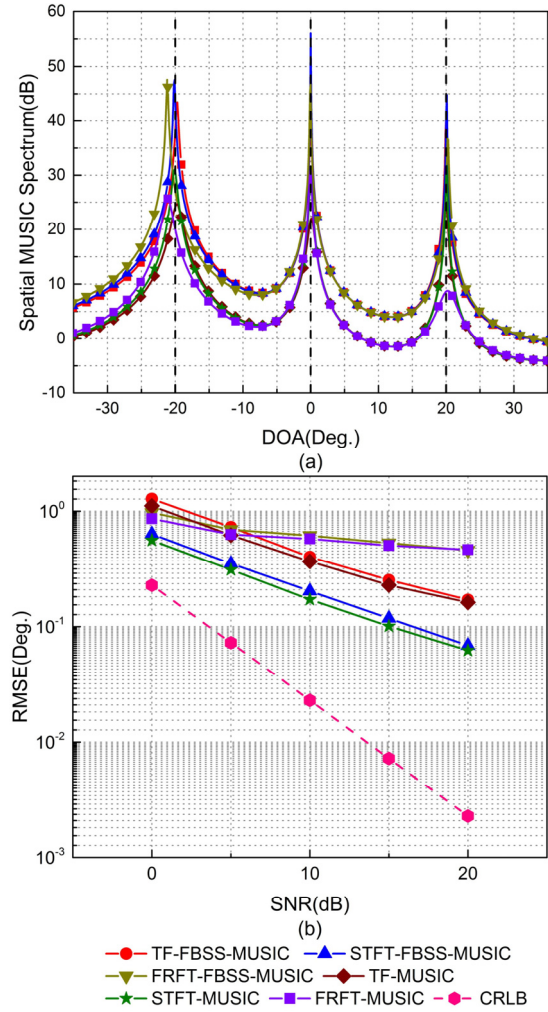 60
50
40
30
20
10
0
-10
Spatial MUSIC Spectrum(dB)
-30 -20 -10 0 10 20 30
DOA(Deg.)
(a)
10^0
10^-1
10^-2
10^-3
RMSE(Deg.)
0 10 20
SNR(dB)
(b)
TF-FBSS-MUSIC STFT-FBSS-MUSIC
FRFT-FBSS-MUSIC TF-MUSIC
STFT-MUSIC FRFT-MUSIC CRLB